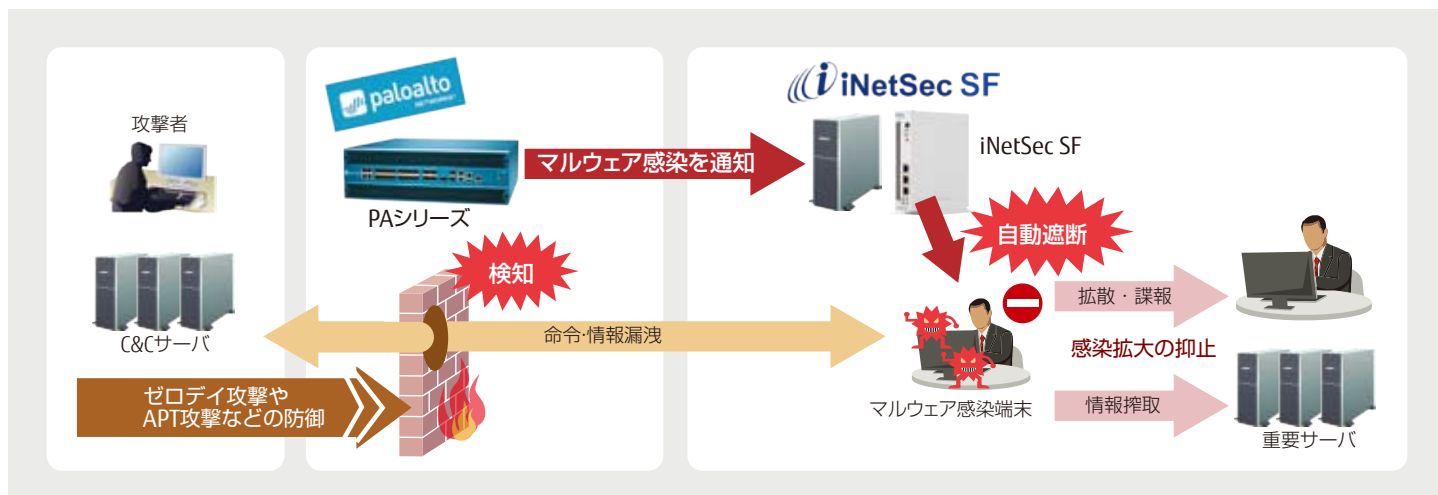 攻撃者
C&Cサーバ
ゼロデイ攻撃や
APT攻撃などの防御
paloalto
NETWORKS
PAシリーズ
検知
マルウェア感染を通知
命令・情報漏洩
iNetSec SF
iNetSec SF
自動遮断
マルウェア感染端末
拡散・諜報
感染拡大の抑止
情報搾取
重要サーバ